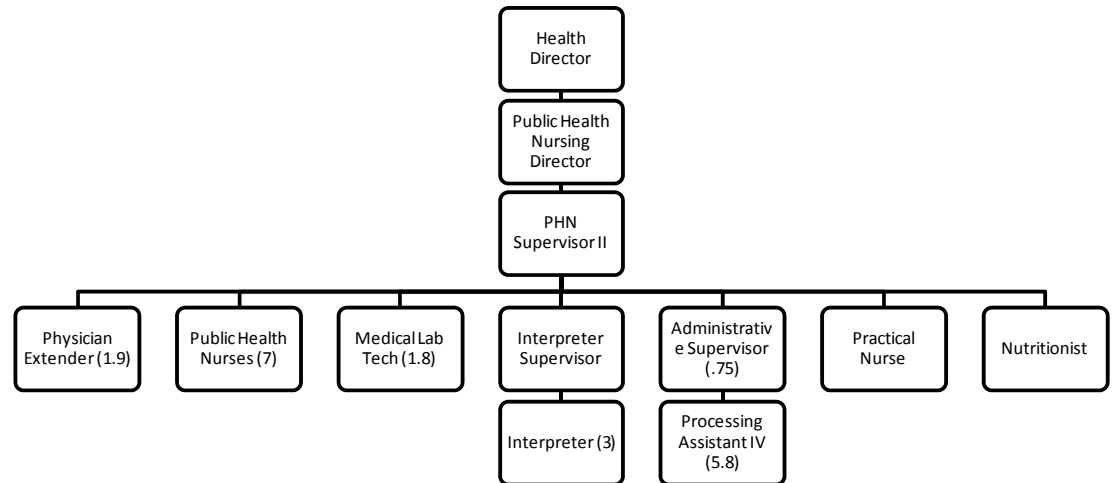 Health
Director
Public Health
Nursing
Director
PHN
Supervisor II
Physician
Extender (1.9)
Public Health
Nurses (7)
Medical Lab
Tech (1.8)
Interpreter
Supervisor
Administrativ
e Supervisor
(.75)
Practical
Nurse
Nutritionist
Interpreter (3)
Processing
Assistant IV
(5.8)